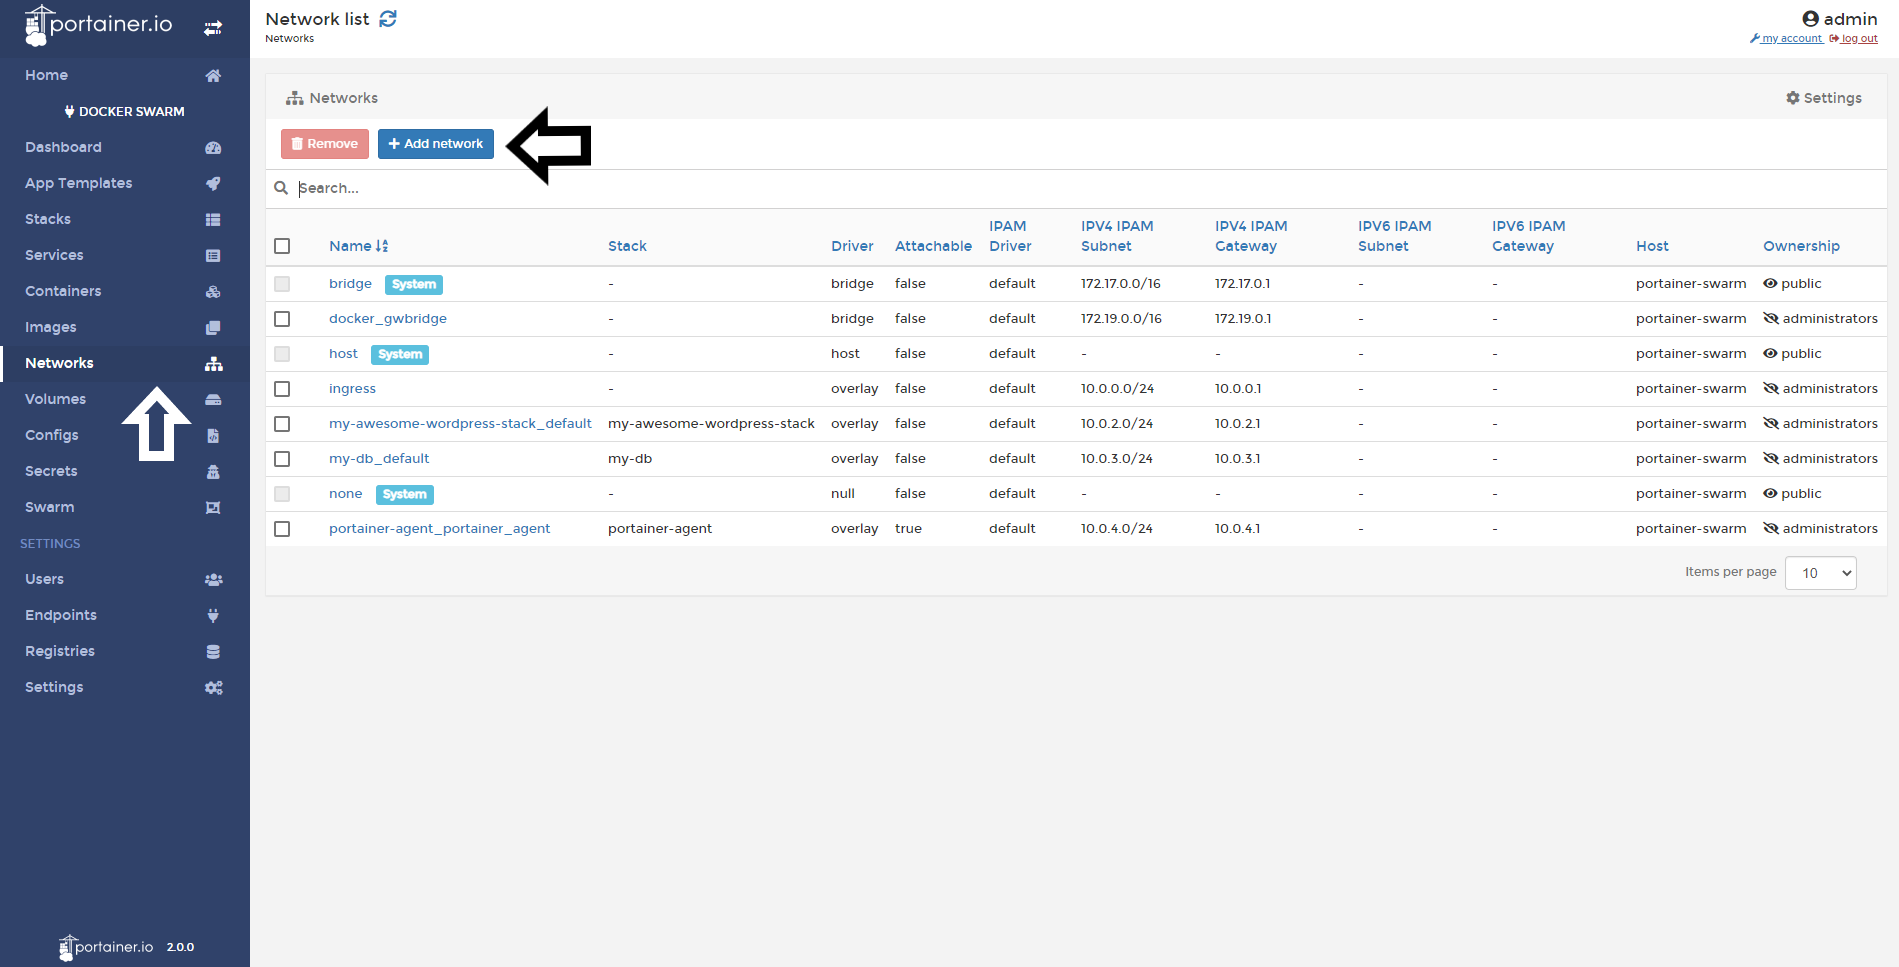 portainer.io
Home
DOCKER SWARM
Dashboard
App Templates
Stacks
Services
Containers
Images
Networks
Volumes
Configs
Secrets
Swarm
SETTINGS
Users
Endpoints
Registries
Settings
portainer.io 2.0.0
Network list
Networks
admin
my account log out
Networks Settings
Remove Add network
Search...
Name Stack Driver Attachable IPAM Driver IPV4 IPAM Subnet IPV4 IPAM Gateway IPV6 IPAM Subnet IPV6 IPAM Gateway Host Ownership
bridge System - bridge false default 172.17.0.0/16 172.17.0.1 - - portainer-swarm public
docker_gwbridge - bridge false default 172.19.0.0/16 172.19.0.1 - - portainer-swarm administrators
host System - host false default - - - - portainer-swarm public
ingress - overlay false default 10.0.0.0/24 10.0.0.1 - - portainer-swarm administrators
my-awesome-wordpress-stack_default my-awesome-wordpress-stack overlay false default 10.0.2.0/24 10.0.2.1 - - portainer-swarm administrators
my-db_default my-db overlay false default 10.0.3.0/24 10.0.3.1 - - portainer-swarm administrators
none System - null false default - - - - portainer-swarm public
portainer-agent_portainer_agent portainer-agent overlay true default 10.0.4.0/24 10.0.4.1 - - portainer-swarm administrators
Items per page 10